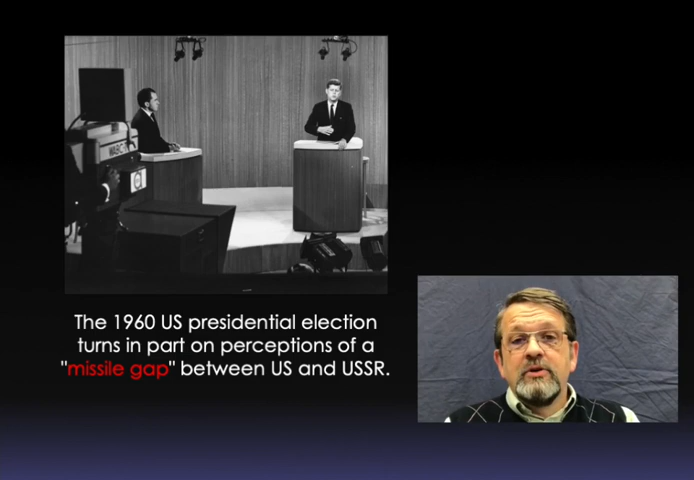 The 1960 US presidential election
turns in part on perceptions of a
"missile gap" between US and USSR.